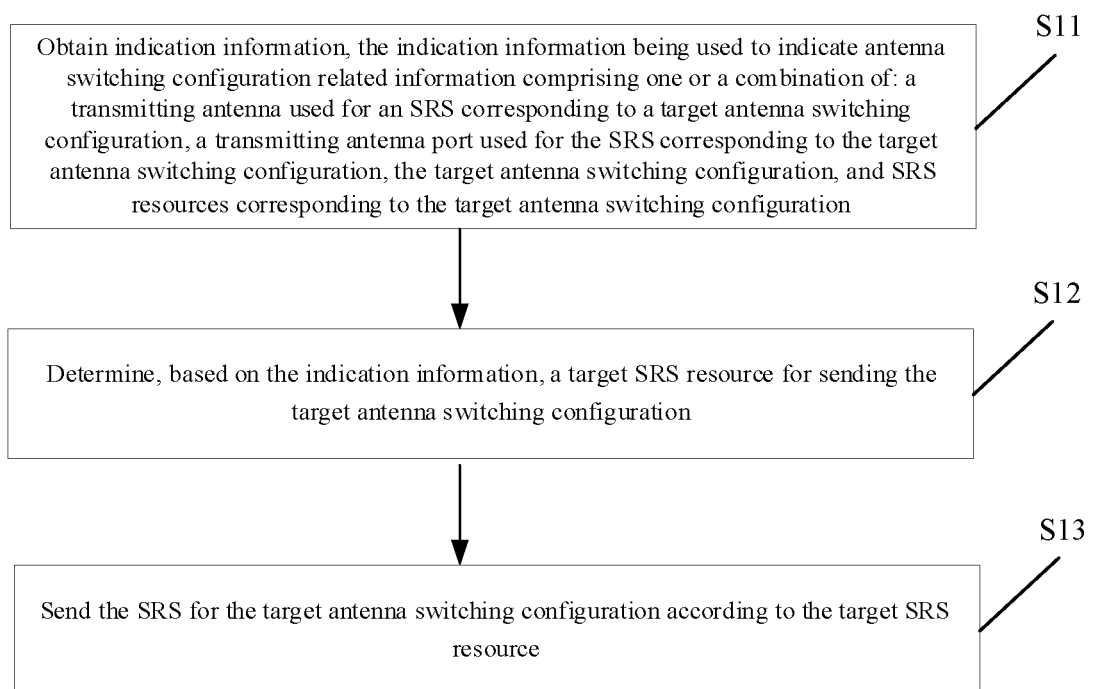 S11
Obtain indication information, the indication information being used to indicate antenna
switching configuration related information comprising one or a combination of: a
transmitting antenna used for an SRS corresponding to a target antenna switching
configuration, a transmitting antenna port used for the SRS corresponding to the target
antenna switching configuration, the target antenna switching configuration, and SRS
resources corresponding to the target antenna switching configuration
S12
Determine, based on the indication information, a target SRS resource for sending the
target antenna switching configuration
S13
Send the SRS for the target antenna switching configuration according to the target SRS
resource